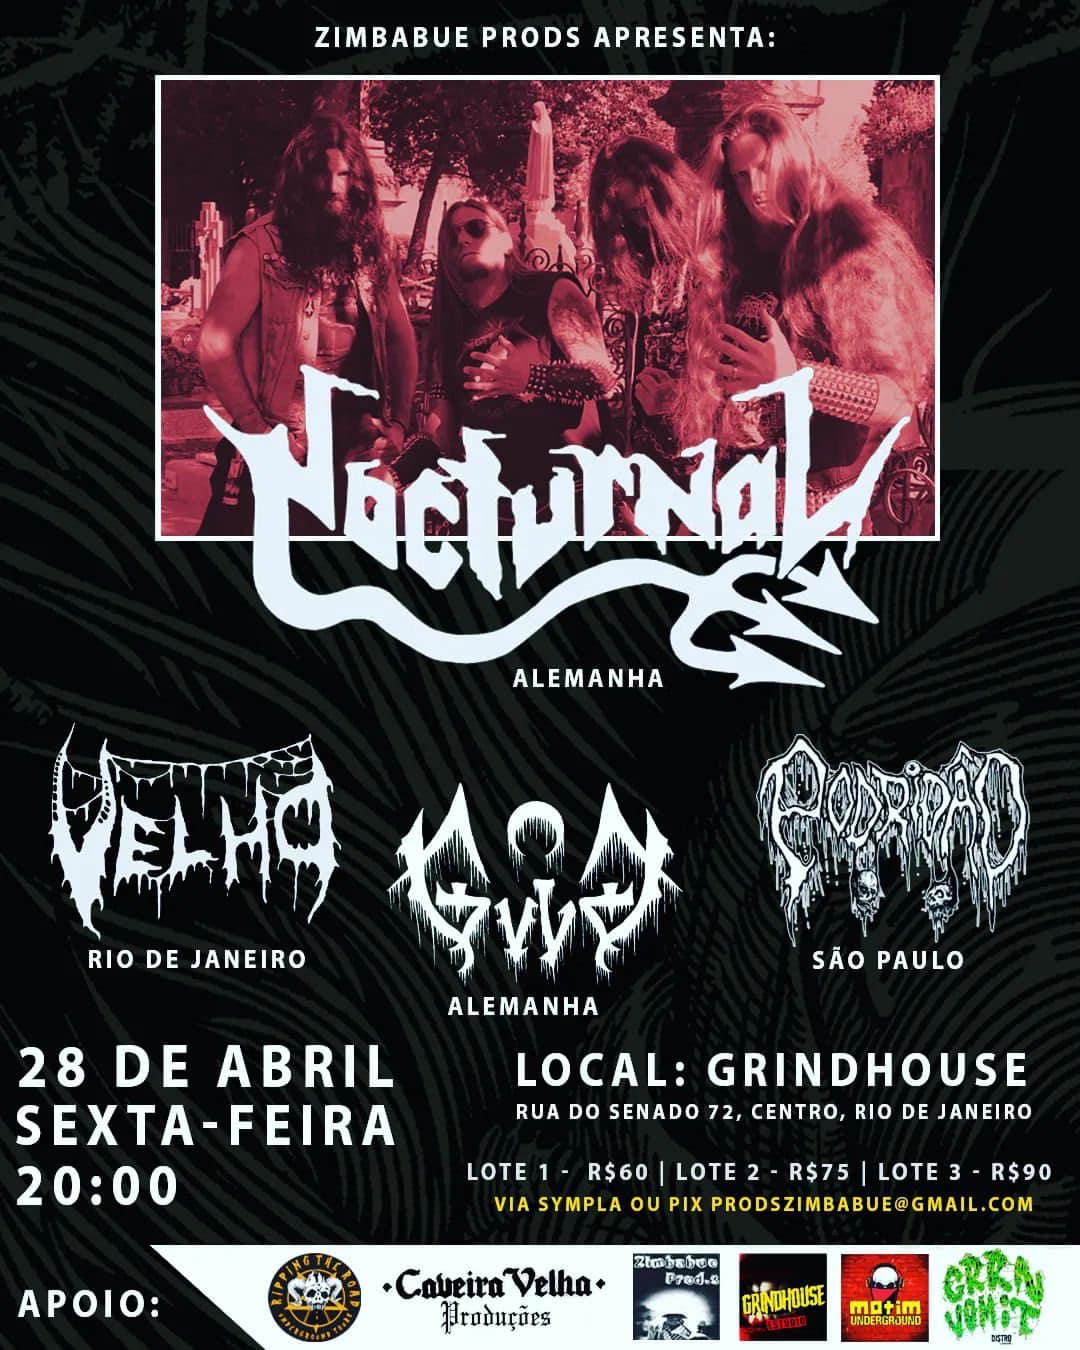 ZIMBABUE PRODS APRESENTA:
Nocturnal
ALEMANHA
VELHO
RIO DE JANEIRO
ALEMANHA
PODRIDÃO
SÃO PAULO
28 DE ABRIL
SEXTA-FEIRA
20:00
LOCAL: GRINDHOUSE
RUA DO SENADO 72, CENTRO, RIO DE JANEIRO
LOTE 1 - R$60 | LOTE 2 - R$75 | LOTE 3 - R$90
VIA SYMPLA OU PIX PRODSZIMBABUE@GMAIL.COM
APOIO:
RIPPING THE ROAD
UNDERGROUND TOURS
Caveira Velha
Produções
Zimbabue
Prod.s
GRINDHOUSE
ESTÚDIO
motim
UNDERGROUND
GRRRN
VOMIT
DISTRO